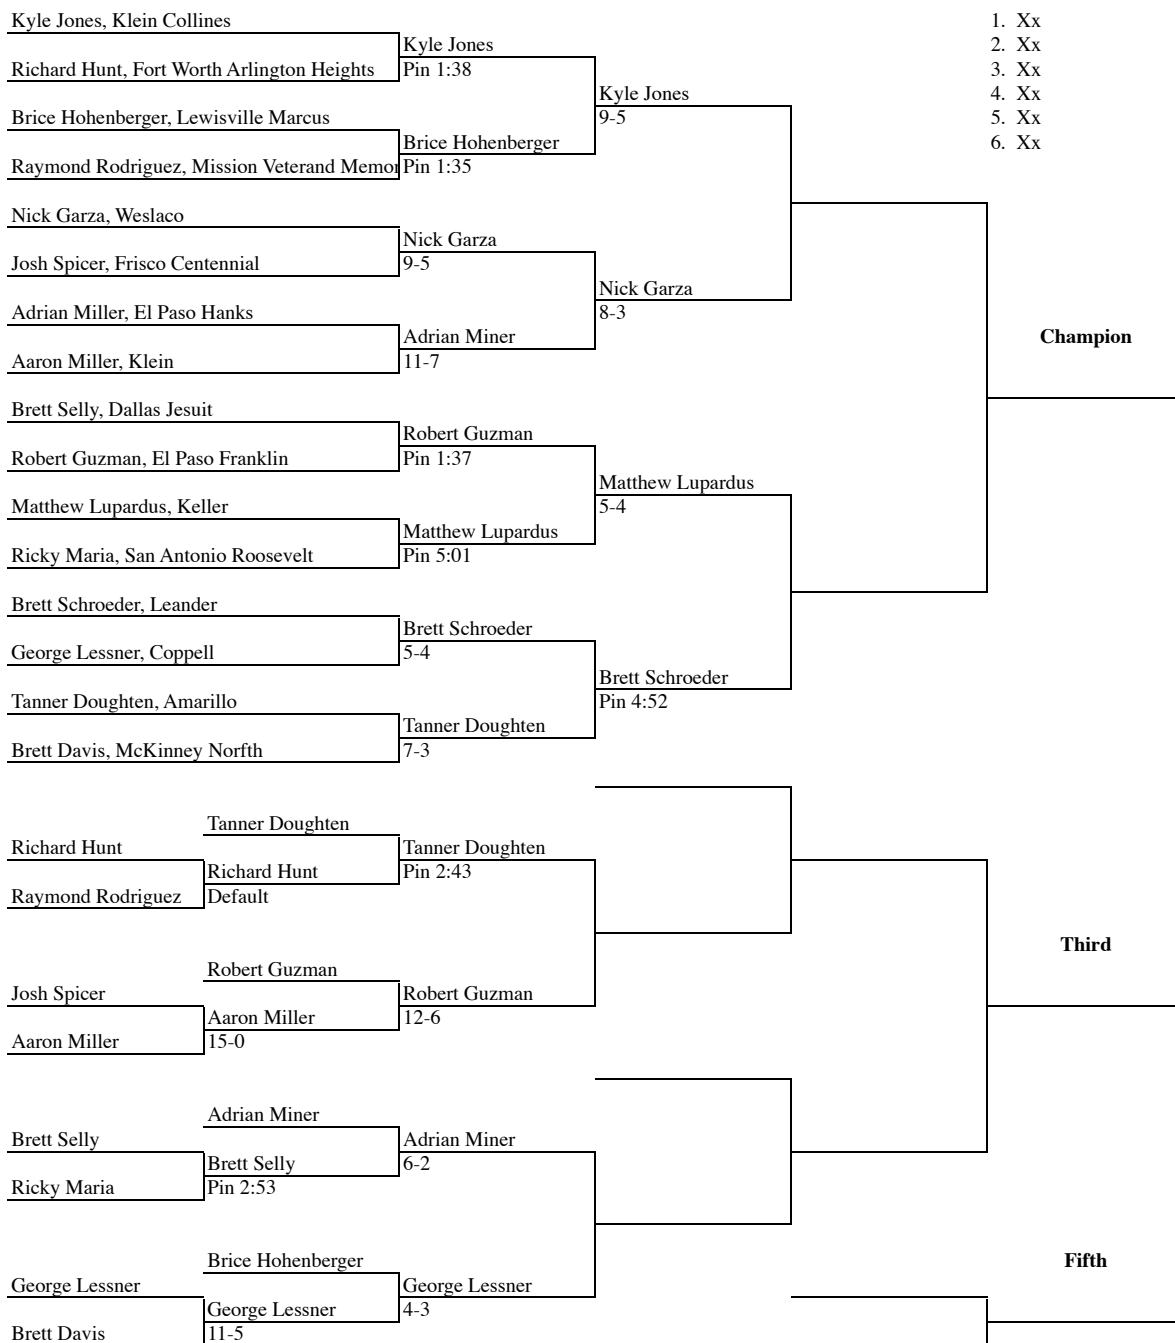 Kyle Jones, Klein Collines
1. Xx
Kyle Jones
2. Xx
Richard Hunt, Fort Worth Arlington Heights
Pin 1:38
3. Xx
Kyle Jones
4. Xx
Brice Hohenberger, Lewisville Marcus
9-5
5. Xx
Brice Hohenberger
6. Xx
Raymond Rodriguez, Mission Veterand Memor
Pin 1:35
Nick Garza, Weslaco
Nick Garza
Josh Spicer, Frisco Centennial
9-5
Nick Garza
Adrian Miller, El Paso Hanks
8-3
Adrian Miner
Champion
Aaron Miller, Klein
11-7
Brett Selly, Dallas Jesuit
Robert Guzman
Robert Guzman, El Paso Franklin
Pin 1:37
Matthew Lupardus
Matthew Lupardus, Keller
5-4
Matthew Lupardus
Ricky Maria, San Antonio Roosevelt
Pin 5:01
Brett Schroeder, Leander
Brett Schroeder
George Lessner, Coppell
5-4
Brett Schroeder
Tanner Doughten, Amarillo
Pin 4:52
Tanner Doughten
Brett Davis, McKinney Norfth
7-3
Tanner Doughten
Richard Hunt
Tanner Doughten
Richard Hunt
Pin 2:43
Raymond Rodriguez
Default
Third
Robert Guzman
Josh Spicer
Robert Guzman
Aaron Miller
12-6
Aaron Miller
15-0
Adrian Miner
Brett Selly
Adrian Miner
Brett Selly
6-2
Ricky Maria
Pin 2:53
Brice Hohenberger
Fifth
George Lessner
George Lessner
George Lessner
4-3
Brett Davis
11-5